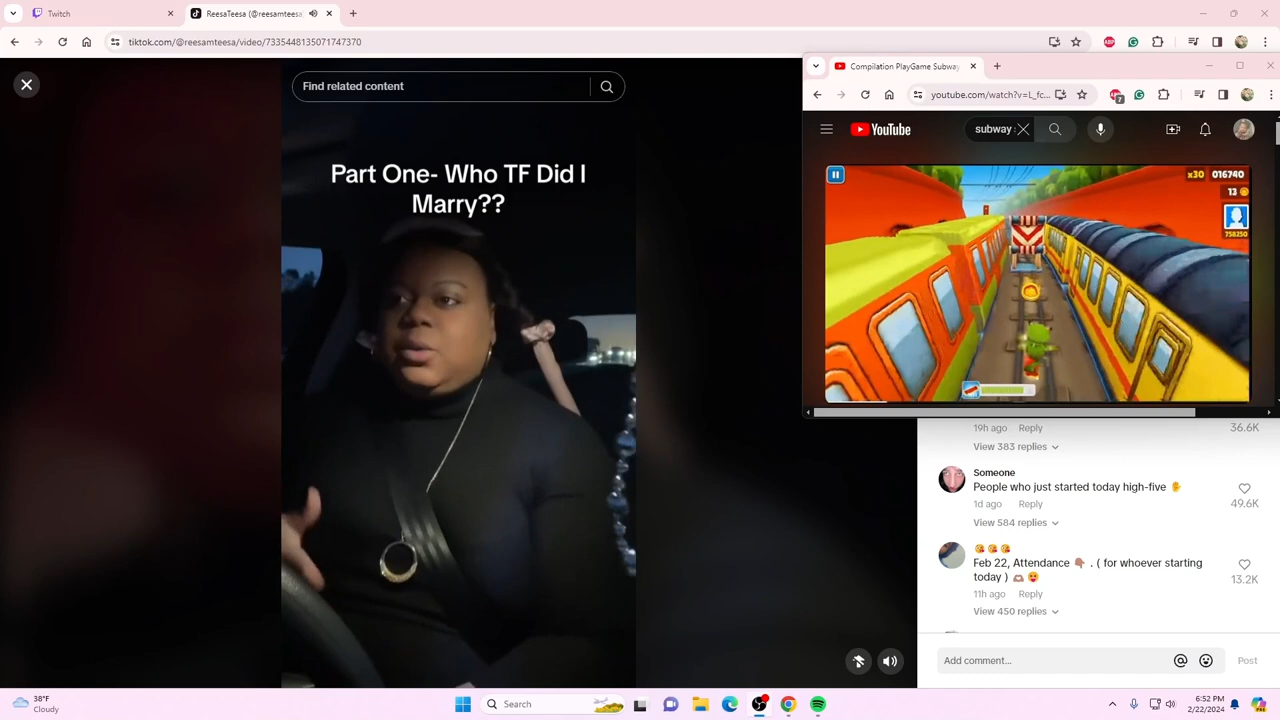 Twitch
ReesaTeesa (@reesamteesa
tiktok.com/@reesamteesa/video/7335448135071747370
Find related content
Part One- Who TF Did I
Marry??
Compilation PlayGame Subway
youtube.com/watch?v=L_fc...
7
YouTube
subway
x30 016740
13
758250
19h ago Reply
36.6K
View 383 replies
Someone
People who just started today high-five ✋
49.6K
1d ago Reply
View 584 replies
😘 😘 😘
Feb 22, Attendance 👇🏽 . ( for whoever starting
today ) 🫶🏽 🥰
13.2K
11h ago Reply
View 450 replies
Add comment...
Post
38°F
Cloudy
Search
6:52 PM
2/22/2024